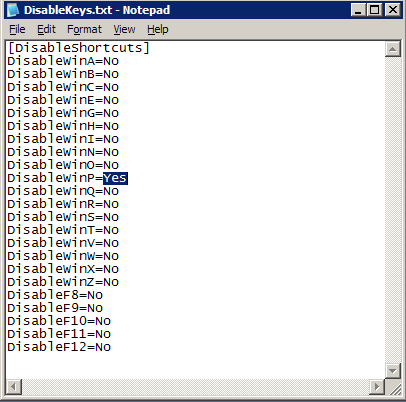 DisableKeys.txt - Notepad
File Edit Format View Help
[DisableShortcuts]
DisableWinA=No
DisableWinB=No
DisableWinC=No
DisableWinE=No
DisableWinG=No
DisableWinH=No
DisableWinI=No
DisableWinN=No
DisableWinO=No
DisableWinP=Yes
DisableWinQ=No
DisableWinR=No
DisableWinS=No
DisableWinT=No
DisableWinV=No
DisableWinW=No
DisableWinX=No
DisableWinZ=No
DisableF8=No
DisableF9=No
DisableF10=No
DisableF11=No
DisableF12=No